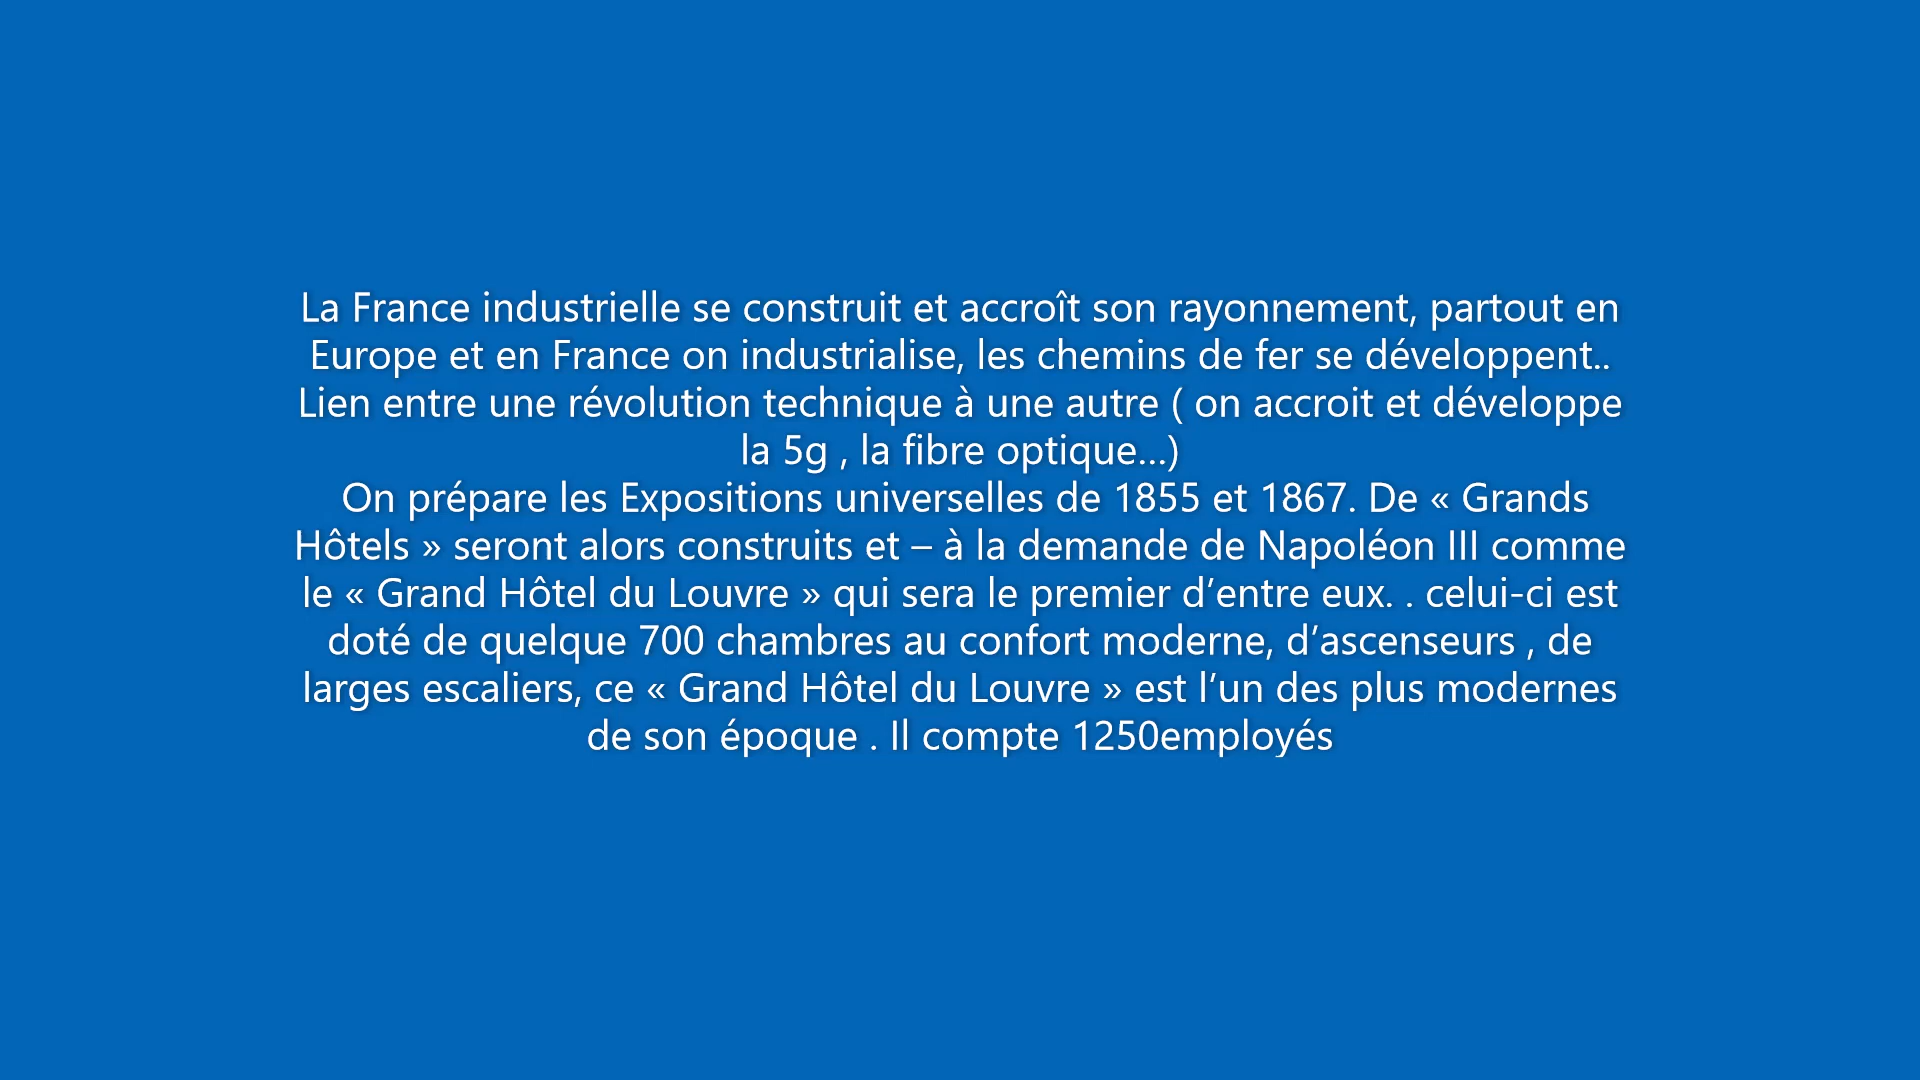 La France industrielle se construit et accroît son rayonnement, partout en
Europe et en France on industrialise, les chemins de fer se développent..
Lien entre une révolution technique à une autre ( on accroit et développe
la 5g , la fibre optique…)
On prépare les Expositions universelles de 1855 et 1867. De « Grands
Hôtels » seront alors construits et – à la demande de Napoléon III comme
le « Grand Hôtel du Louvre » qui sera le premier d’entre eux. . celui-ci est
doté de quelque 700 chambres au confort moderne, d’ascenseurs , de
larges escaliers, ce « Grand Hôtel du Louvre » est l’un des plus modernes
de son époque . Il compte 1250employés